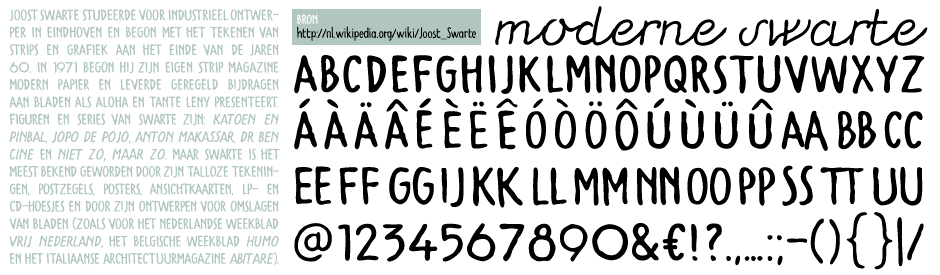 JOOST SWARTE STUDEERDE VOOR INDUSTRIEEL ONTWER-
PER IN EINDHOVEN EN BEGON MET HET TEKENEN VAN
STRIPS EN GRAFIEK AAN HET EINDE VAN DE JAREN
60. IN 1971 BEGON HIJ ZIJN EIGEN STRIP MAGAZINE
MODERN PAPIER EN LEVERDE GEREGELD BIJDRAGEN
AAN BLADEN ALS ALOHA EN TANTE LENY PRESENTEERT.
FIGUREN EN SERIES VAN SWARTE ZIJN: KATOEN EN
PINBAL, JOPO DE POJO, ANTON MAKASSAR, DR BEN
CINE EN NIET ZO, MAAR ZO. MAAR SWARTE IS HET
MEEST BEKEND GEWORDEN DOOR ZIJN TALLOZE TEKENIN-
GEN, POSTZEGELS, POSTERS, ANSICHTKAARTEN, LP- EN
CD-HOESJES EN DOOR ZIJN ONTWERPEN VOOR OMSLAGEN
VAN BLADEN (ZOALS VOOR HET NEDERLANDSE WEEKBLAD
VRIJ NEDERLAND, HET BELGISCHE WEEKBLAD HUMO
EN HET ITALIAANSE ARCHITECTUURMAGAZINE ABITARE).
BRON
http://nl.wikipedia.org/wiki/Joost_Swarte
moderne swarte
ABCDEFGHIJKLMNOPQRSTUVWXYZ
ÁÀÄÂÉÈËÊÓÒÖÔÚÙÜÛ AA BB CC
EE FF GG IJ KK LL MM NN OO PP SS TT UU
@1234567890&€!?.,….:;-(){}|/